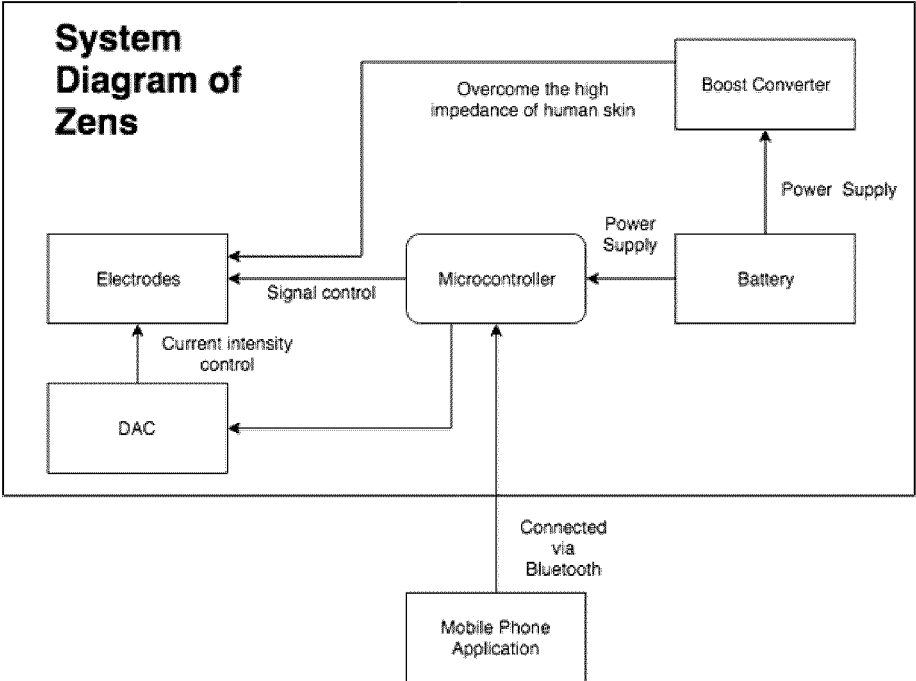 System
Diagram of
Zens
Boost Converter
Overcome the high
impedance of human skin
Power Supply
Power
Supply
Electrodes
Microcontroller
Battery
Signal control
Current intensity
control
DAC
Connected
via
Bluetooth
Mobile Phone
Application